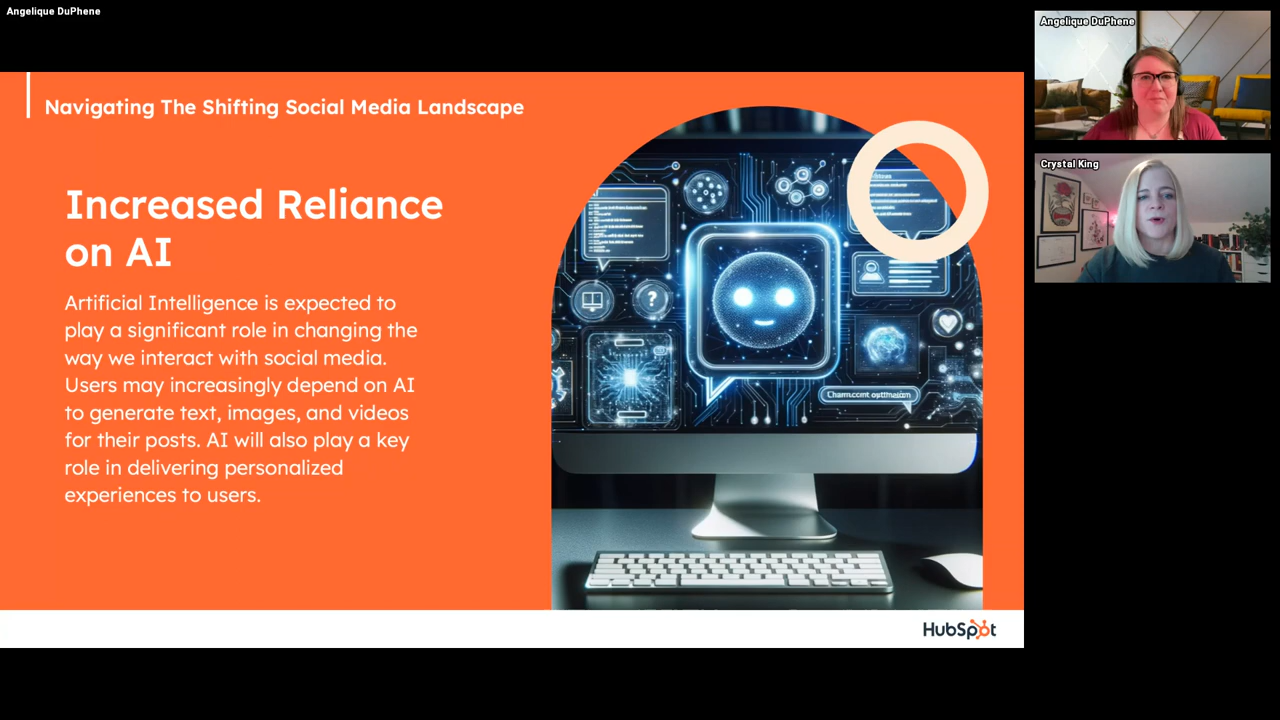 Angelique DuPhene
Angelique DuPhene
Crystal King
Navigating The Shifting Social Media Landscape
Increased Reliance
on AI
Artificial Intelligence is expected to
play a significant role in changing the
way we interact with social media.
Users may increasingly depend on AI
to generate text, images, and videos
for their posts. AI will also play a key
role in delivering personalized
experiences to users.
?
HubSpot